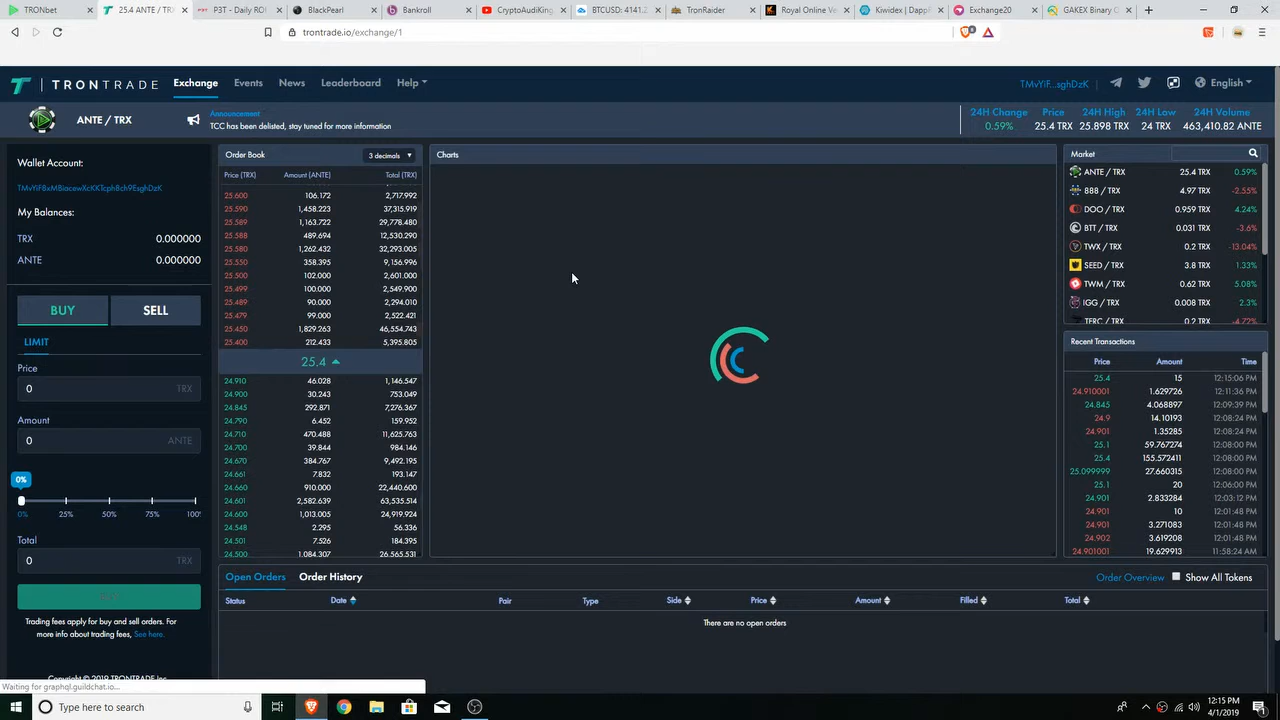 TRONbet
25.4 ANTE / TRX
P3T - Daily RO
BlackPearl
Bankroll
CryptoAudiKing
BTCUSD: 4141.2
TronRaider
Royal Online Ve
Kiwidex | DappR
Exchange20
GAKEX Binary O
trontrade.io/exchange/1
TRONTRADE
Exchange
Events
News
Leaderboard
Help
TMvYiF...sghDzK
English
ANTE / TRX
Announcement
TCC has been delisted, stay tuned for more information
24H Change Price 24H High 24H Low 24H Volume
0.59% 25.4 TRX 25.898 TRX 24 TRX 463,410.82 ANTE
Wallet Account:
My Balances:
TRX 0.000000
ANTE 0.000000
BUY SELL
LIMIT
Price
0 TRX
Amount
0 ANTE
0%
0% 25% 50% 75% 100%
Total
0 TRX
BUY
Trading fees apply for buy and sell orders. For
more info about trading fees, See here.
Copyright © 2019 TRONTRADE Inc
Order Book 3 decimals
Price (TRX) Amount (ANTE) Total (TRX)
25.600 106.172 2,717.992
25.590 1,458.223 37,315.919
25.589 1,163.722 29,778.480
25.588 489.694 12,530.290
25.580 1,262.432 32,293.005
25.550 358.395 9,156.996
25.500 102.000 2,601.000
25.499 100.000 2,549.900
25.489 90.000 2,294.010
25.479 99.000 2,522.421
25.450 1,829.263 46,554.743
25.400 212.433 5,395.805
25.4
24.910 46.028 1,146.547
24.900 30.243 753.049
24.845 292.871 7,276.367
24.790 6.452 159.952
24.710 470.488 11,625.763
24.700 39.844 984.146
24.670 384.767 9,492.195
24.661 7.832 193.147
24.660 910.000 22,440.600
24.601 2,582.639 63,535.514
24.600 1,013.005 24,919.924
24.548 2.295 56.336
24.501 7.526 184.395
24.500 1,084.307 26,565.531
Charts
Market
ANTE / TRX 25.4 TRX 0.59%
888 / TRX 4.97 TRX -2.55%
DOO / TRX 0.959 TRX 4.24%
BTT / TRX 0.031 TRX -3.6%
TWX / TRX 0.2 TRX -13.04%
SEED / TRX 3.8 TRX 1.33%
TWM / TRX 0.62 TRX 5.08%
IGG / TRX 0.008 TRX 2.3%
TERC / TRX 0.2 TRX -4.72%
Recent Transactions
Price Amount Time
25.4 15 12:15:06 PM
24.910001 1.629726 12:11:36 PM
24.845 4.068897 12:09:39 PM
24.9 14.10193 12:08:24 PM
24.901 1.35285 12:08:24 PM
25.1 59.767274 12:08:00 PM
25.4 155.572411 12:08:00 PM
25.099999 27.660315 12:08:00 PM
25.1 20 12:06:00 PM
24.901 2.833284 12:03:12 PM
24.901 10 12:01:48 PM
24.901 3.271083 12:01:48 PM
24.902 3.619208 12:01:48 PM
24.901001 19.629913 11:58:24 AM
Open Orders Order History Order Overview Show All Tokens
Status Date Pair Type Side Price Amount Filled Total
There are no open orders
Waiting for graphql.guildchat.io...
Type here to search
12:15 PM
4/1/2019